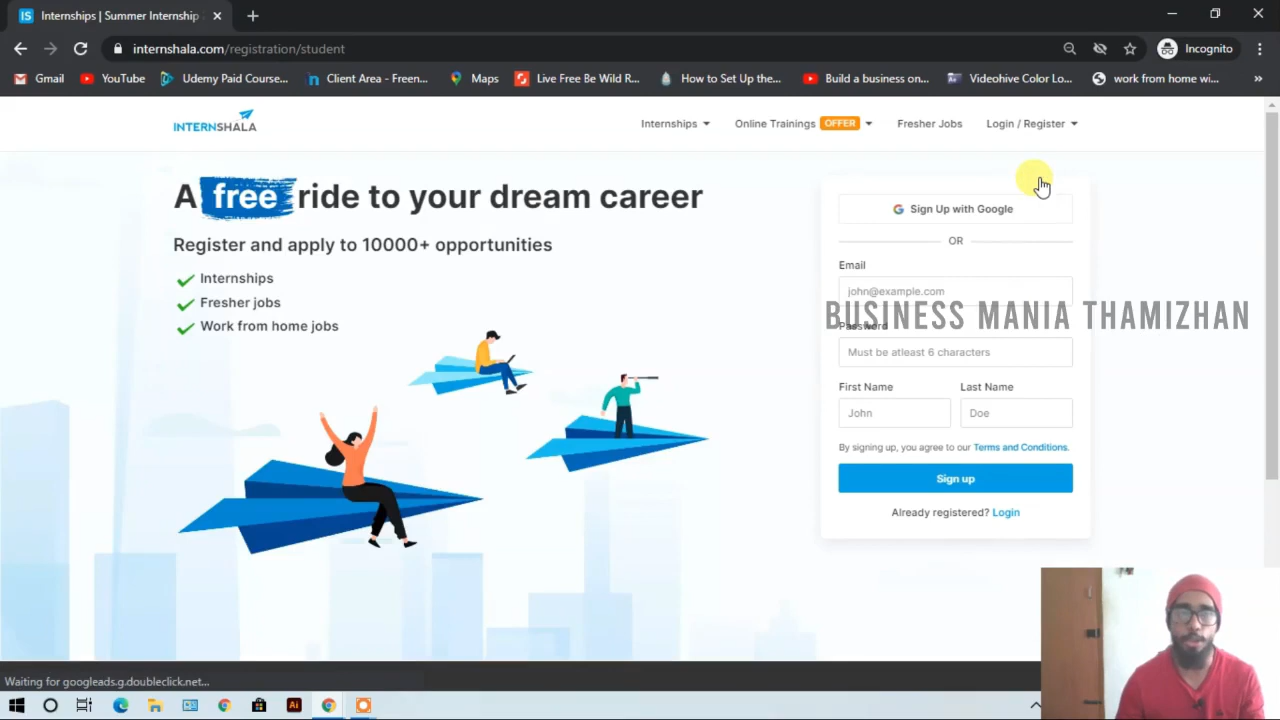 Internships | Summer Internship
internshala.com/registration/student
Incognito
Gmail
YouTube
Udemy Paid Course...
Client Area - Freen...
Maps
Live Free Be Wild R...
How to Set Up the...
Build a business on...
Videohive Color Lo...
work from home wi...
»
IS
INTERNSHALA
Internships
Online Trainings OFFER
Fresher Jobs
Login / Register
A free ride to your dream career
Register and apply to 10000+ opportunities
Internships
Fresher jobs
Work from home jobs
Sign Up with Google
OR
Email
john@example.com
BUSINESS MANIA THAMIZHAN
Password
Must be atleast 6 characters
First Name Last Name
John Doe
By signing up, you agree to our Terms and Conditions.
Sign up
Already registered? Login
Waiting for googleads.g.doubleclick.net...
Ai